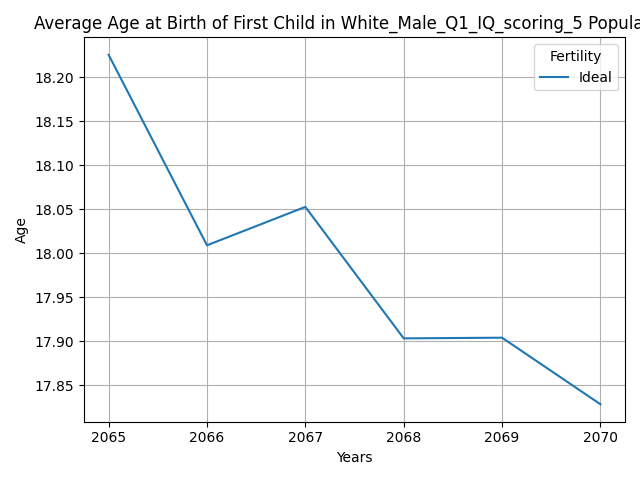 Average Age at Birth of First Child in White_Male_Q1_IQ_scoring_5
Fertility
Ideal
Age
18.20
18.15
18.10
18.05
18.00
17.95
17.90
17.85
2065 2066 2067 2068 2069 2070
Years